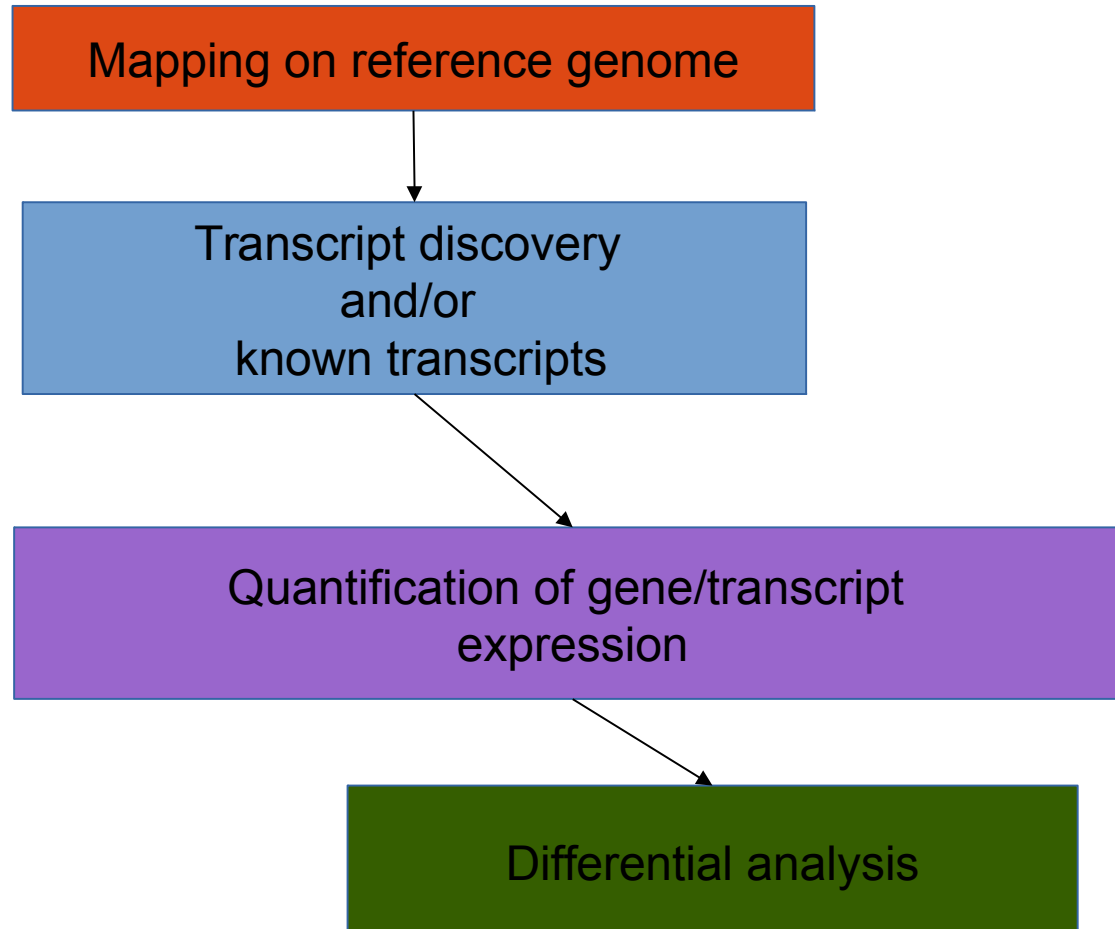 Mapping on reference genome
Transcript discovery
and/or
known transcripts
Quantification of gene/transcript
expression
Differential analysis